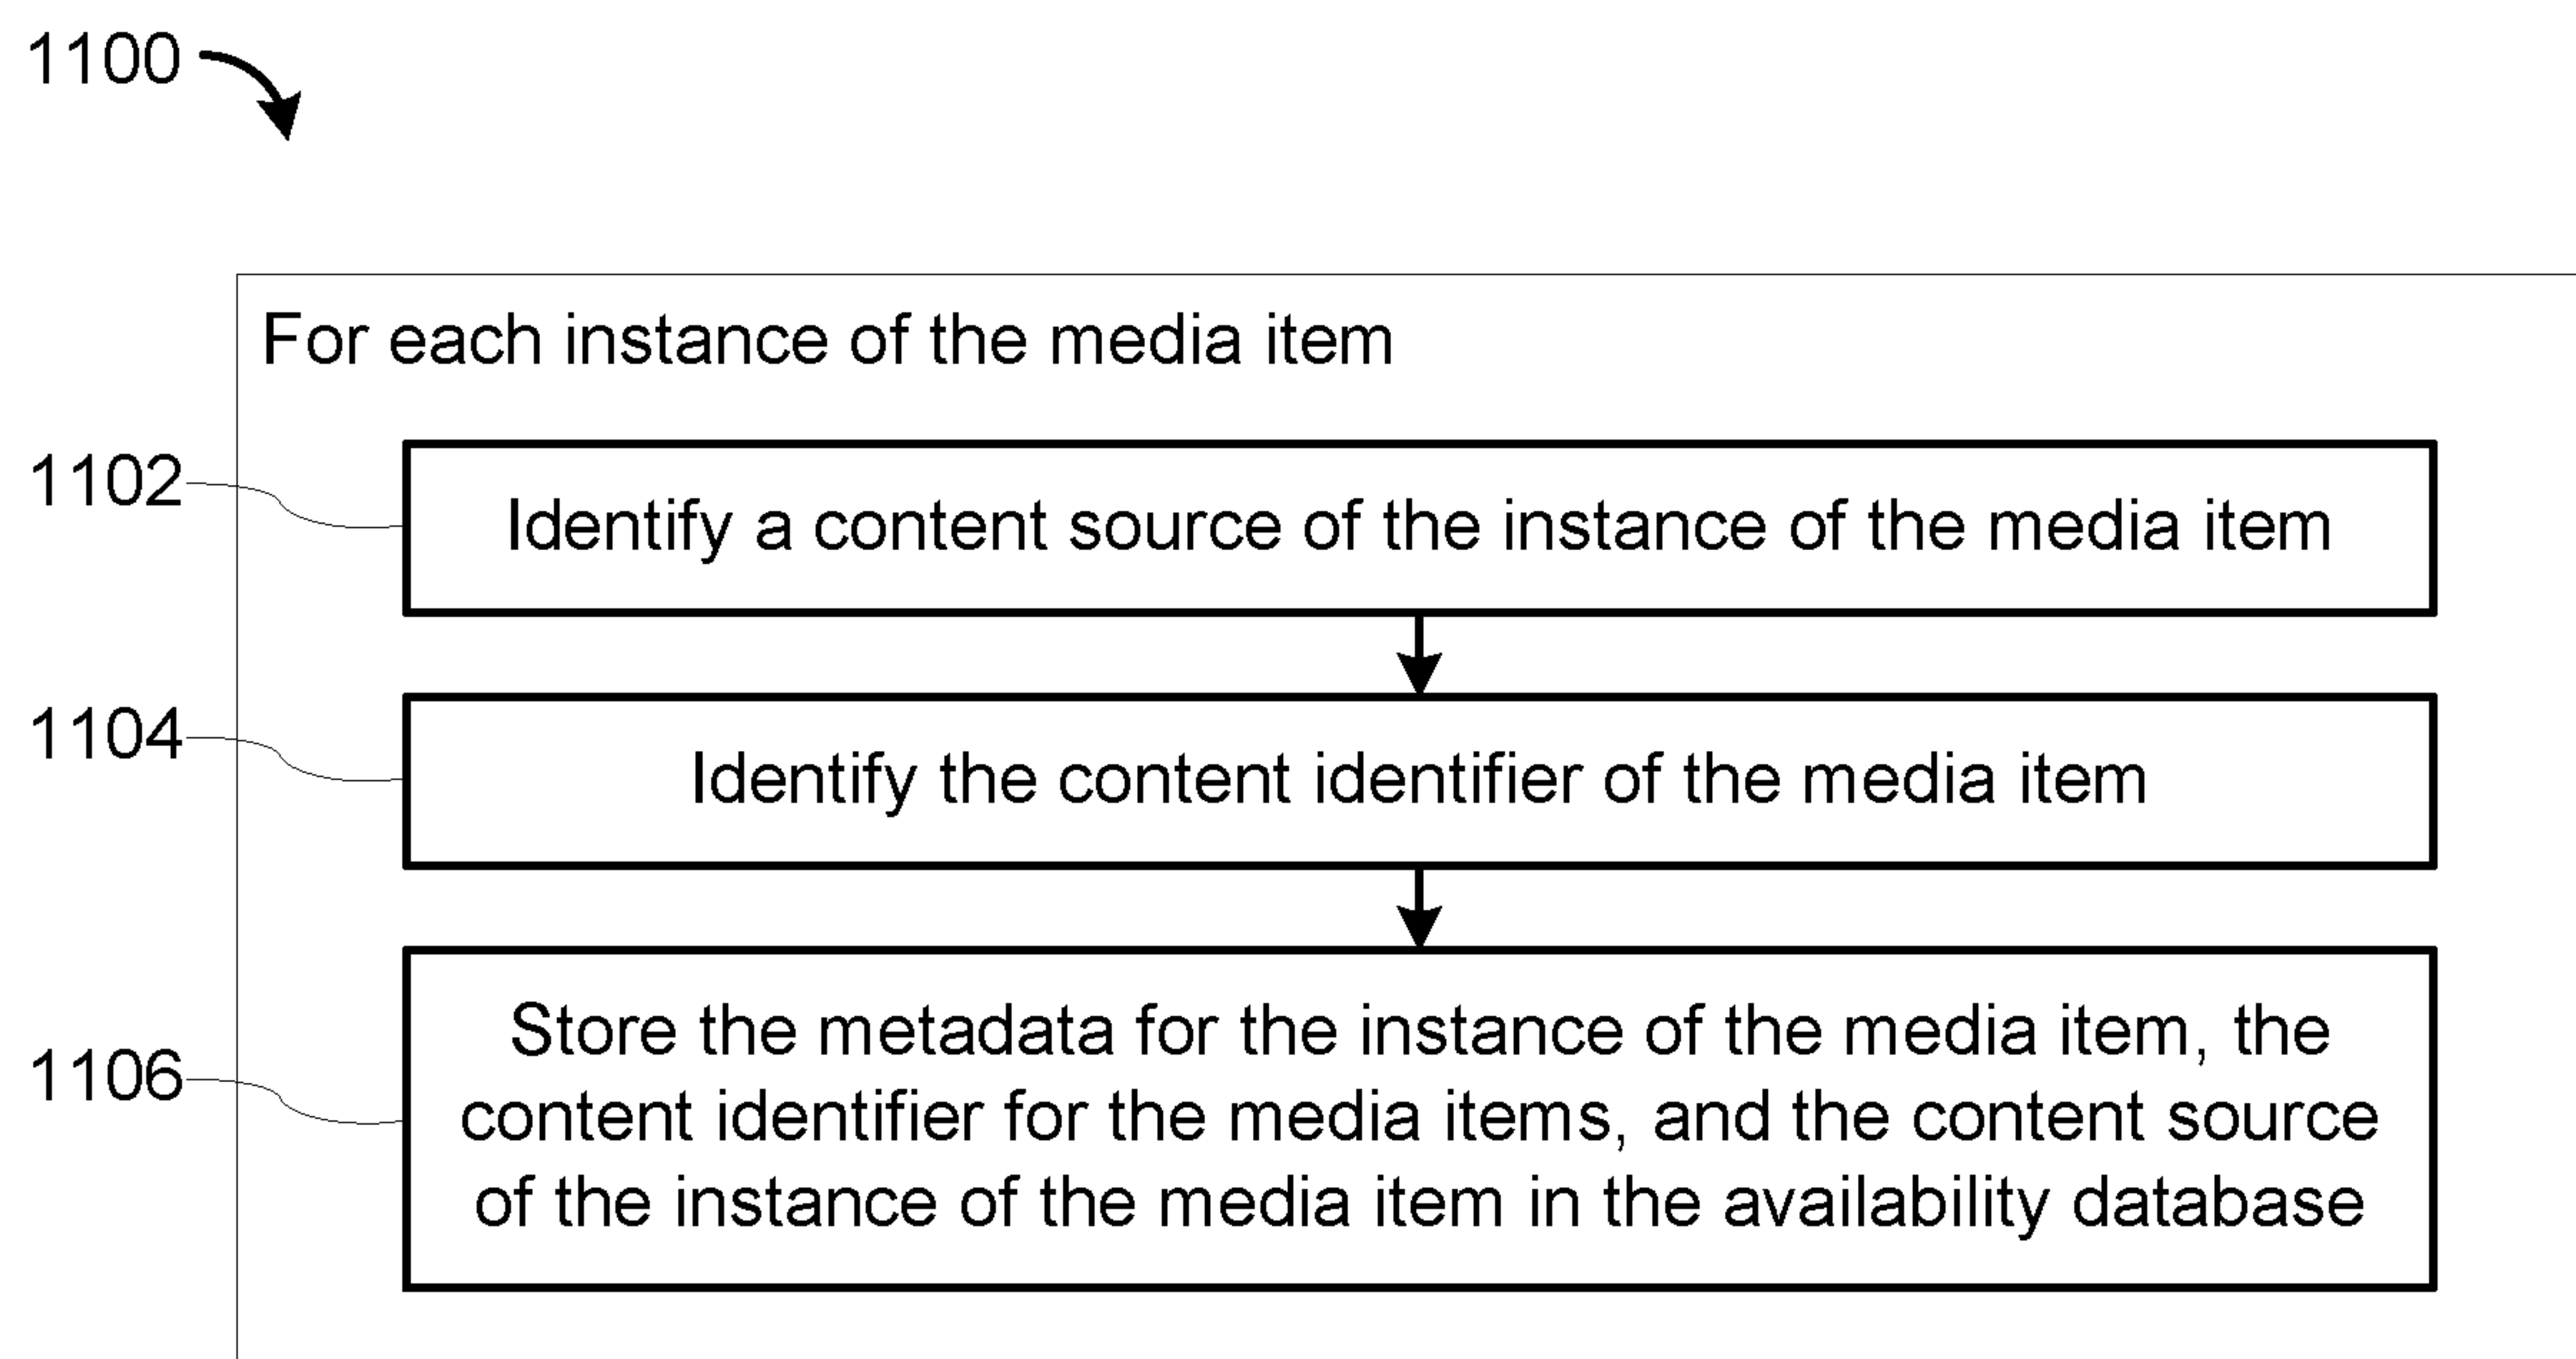 1100
For each instance of the media item
1102
Identify a content source of the instance of the media item
1104
Identify the content identifier of the media item
1106
Store the metadata for the instance of the media item, the
content identifier for the media items, and the content source
of the instance of the media item in the availability database